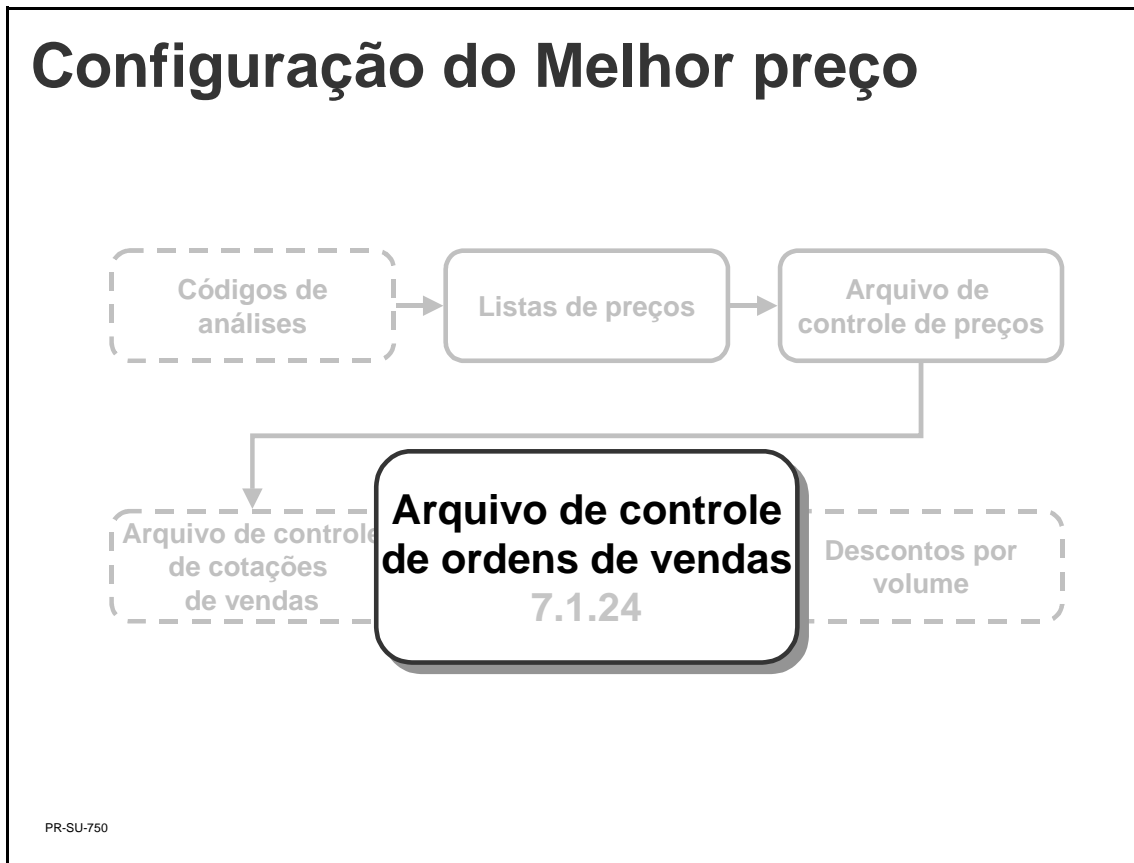 Configuração do Melhor preço
Códigos de
análises
Listas de preços
Arquivo de
controle de preços
Arquivo de controle
de cotações
de vendas
Arquivo de controle
de ordens de vendas
7.1.24
Descontos por
volume
PR-SU-750